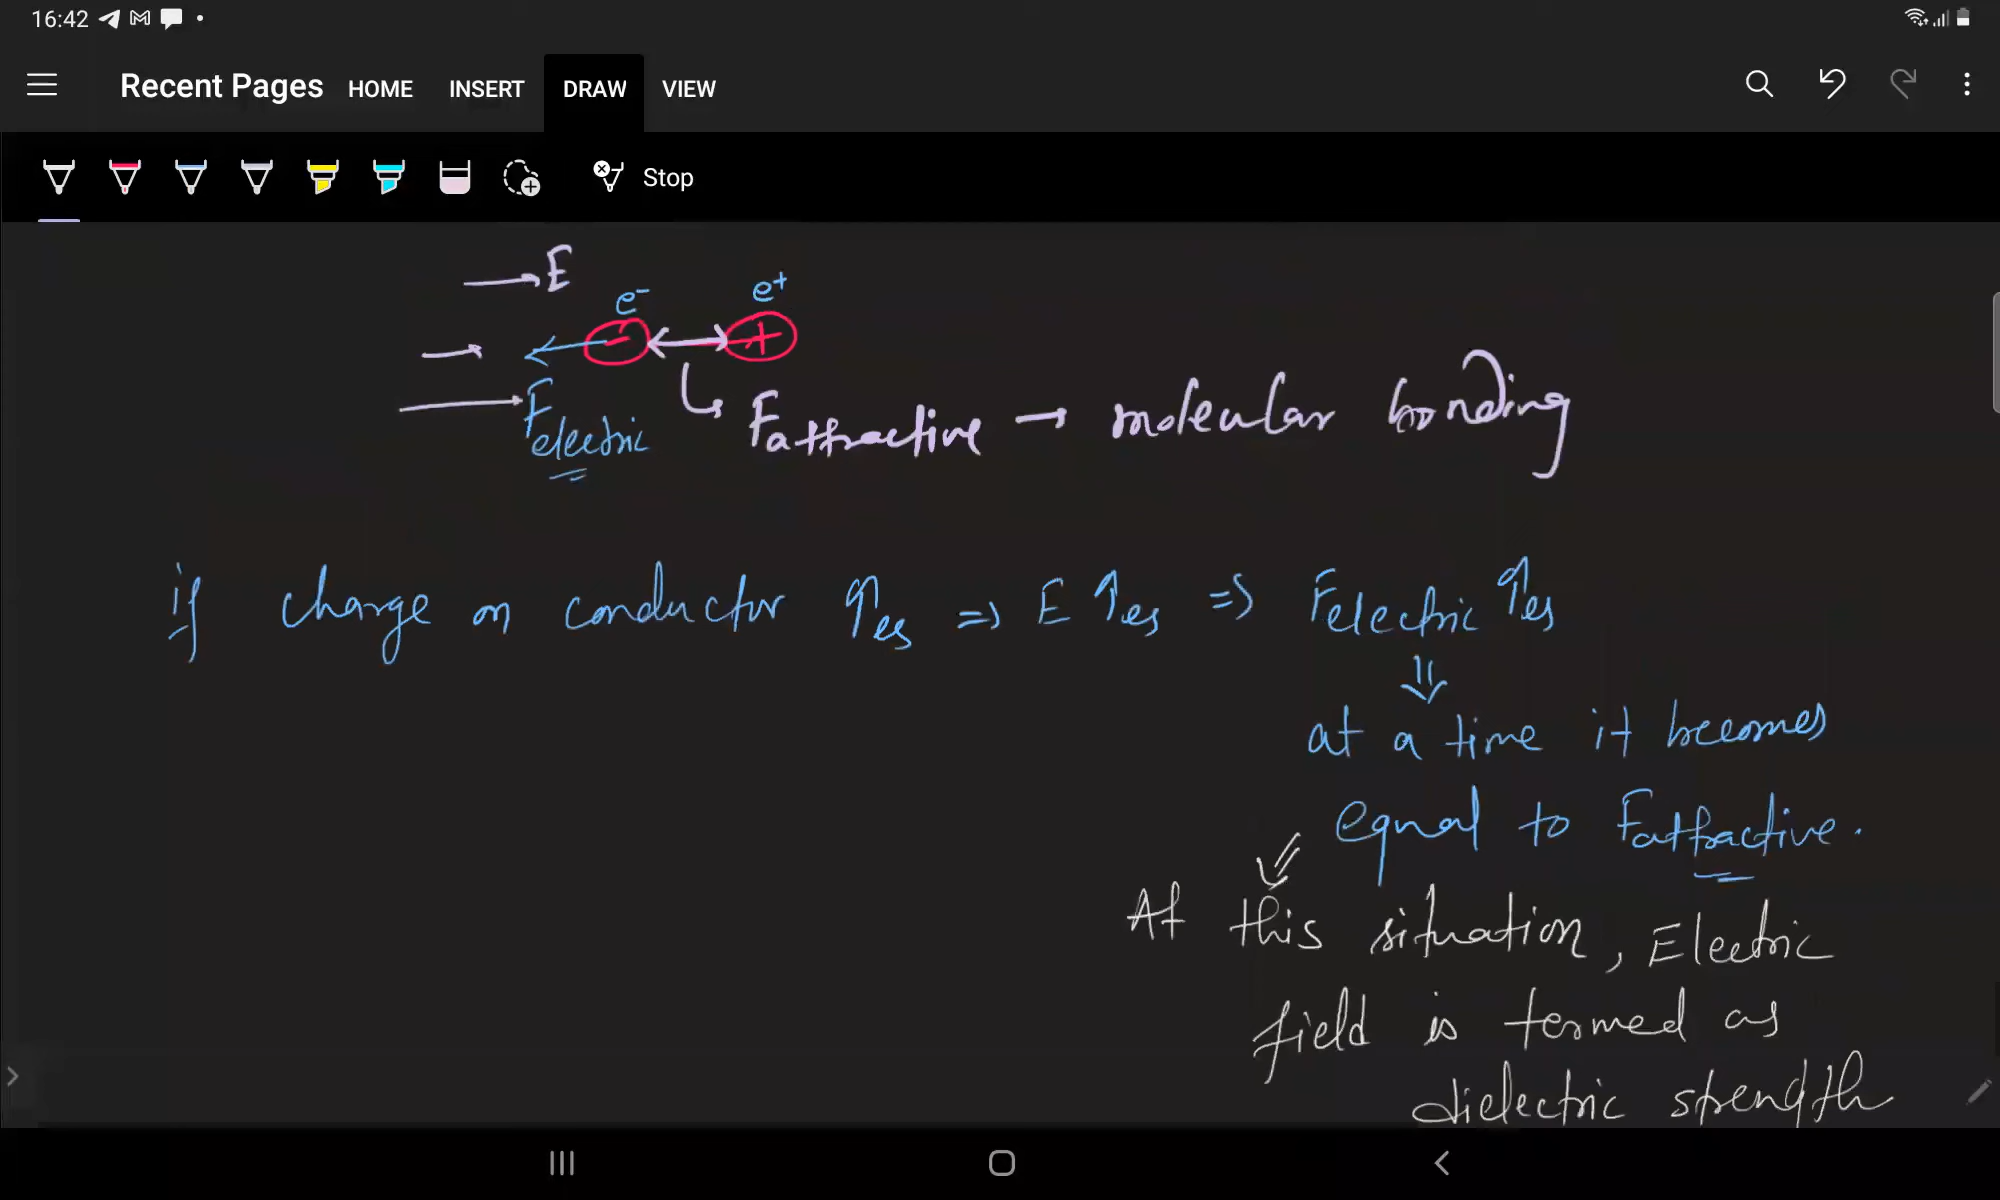 16:42
Recent Pages HOME INSERT DRAW VIEW
Stop
→ E
e⁻ e⁺
- +
F electric
↳ F attractive → molecular bonding
if charge on conductor ↑es => E ↑es => F electric ↑es
⇓
at a time it becomes
equal to F attractive.
At this situation, Electric
field is termed as
dielectric strength